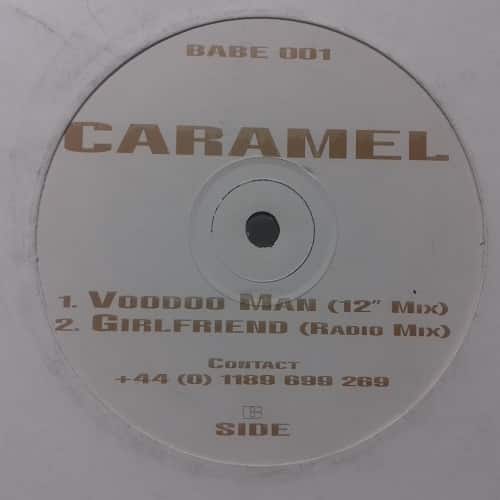 BABE 001
CARAMEL
1. VOODOO MAN (12" MIX)
2. GIRLFRIEND (RADIO MIX)
CONTACT
+44 (0) 1189 699 269
B
SIDE